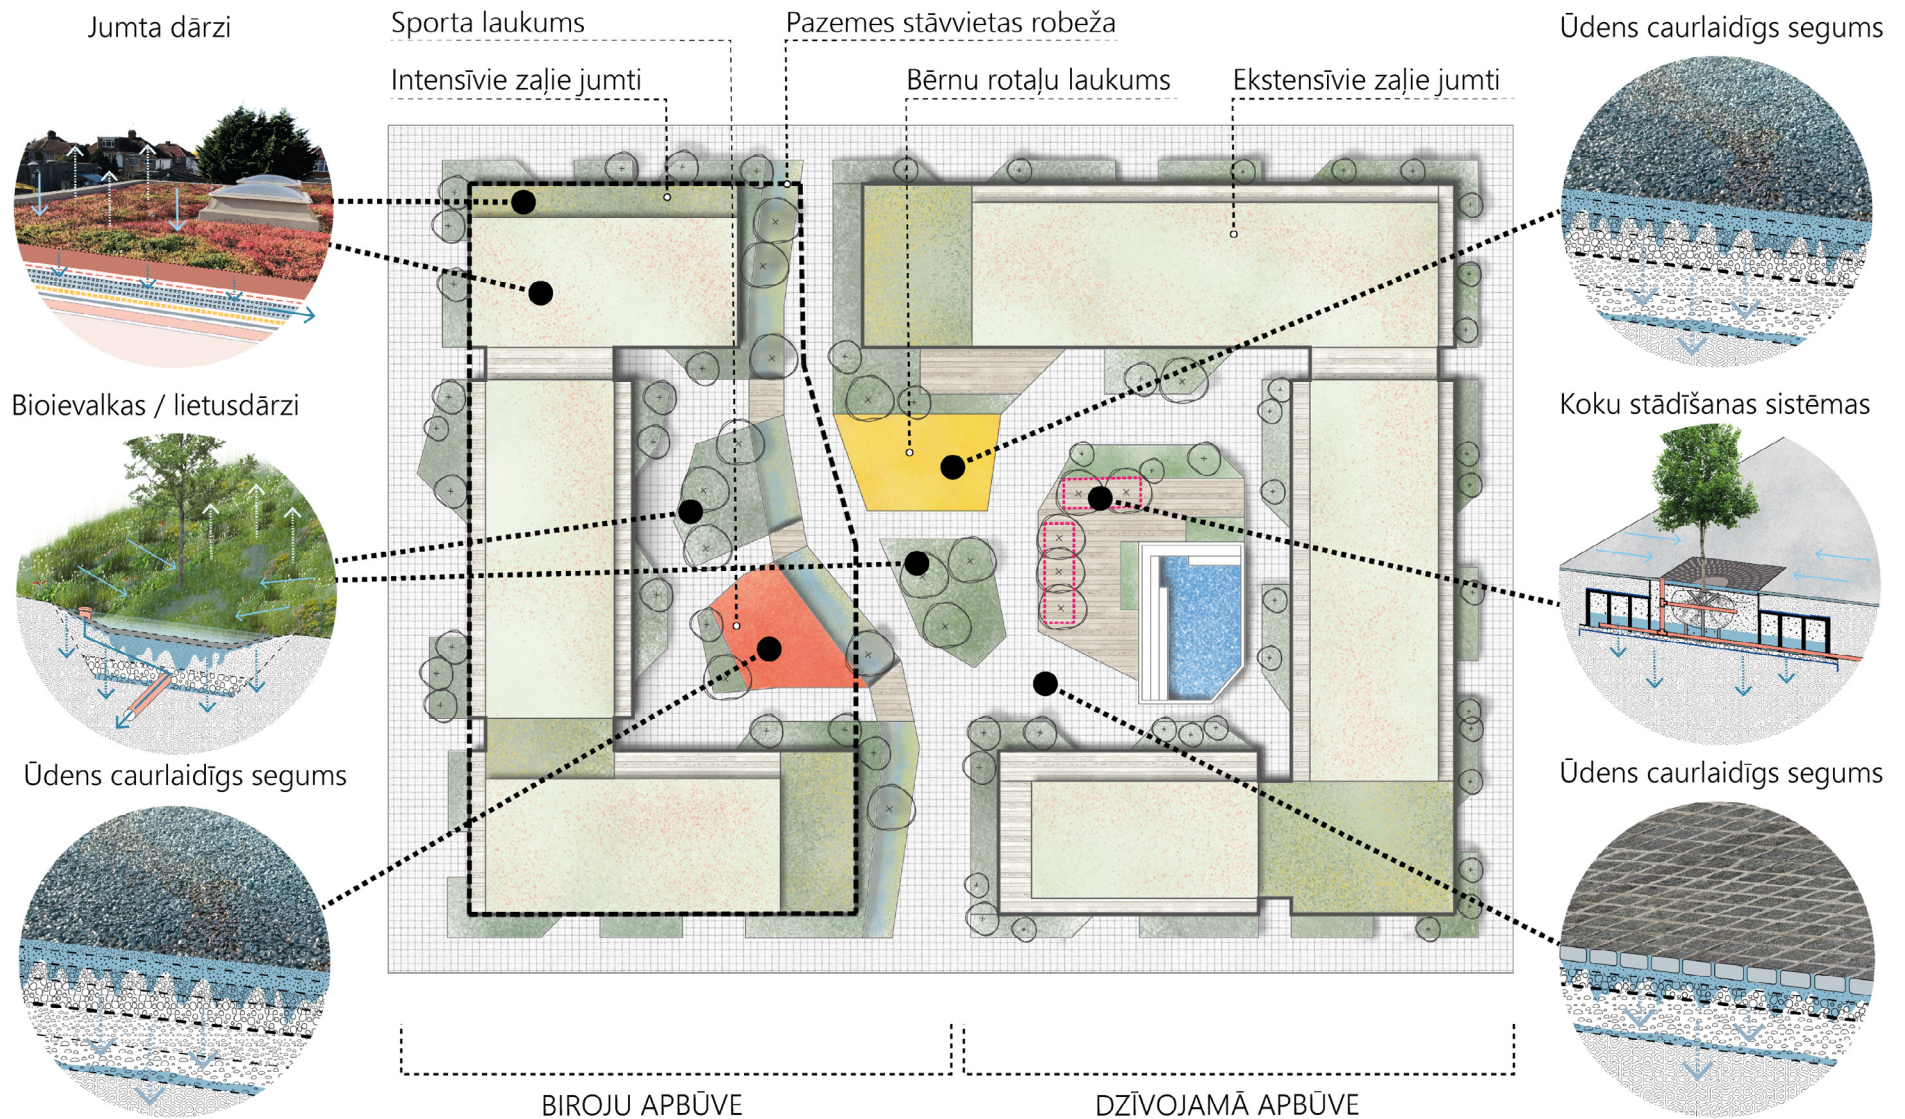 Jumta dārzi
Sporta laukums
Pazemes stāvvietas robeža
Ūdens caurlaidīgs segums
Intensīvie zaļie jumti
Bērnu rotaļu laukums
Ekstensīvie zaļie jumti
Bioievalkas / lietusdārzi
Koku stādīšanas sistēmas
Ūdens caurlaidīgs segums
Ūdens caurlaidīgs segums
BIROJU APBŪVE
DZĪVOJAMĀ APBŪVE